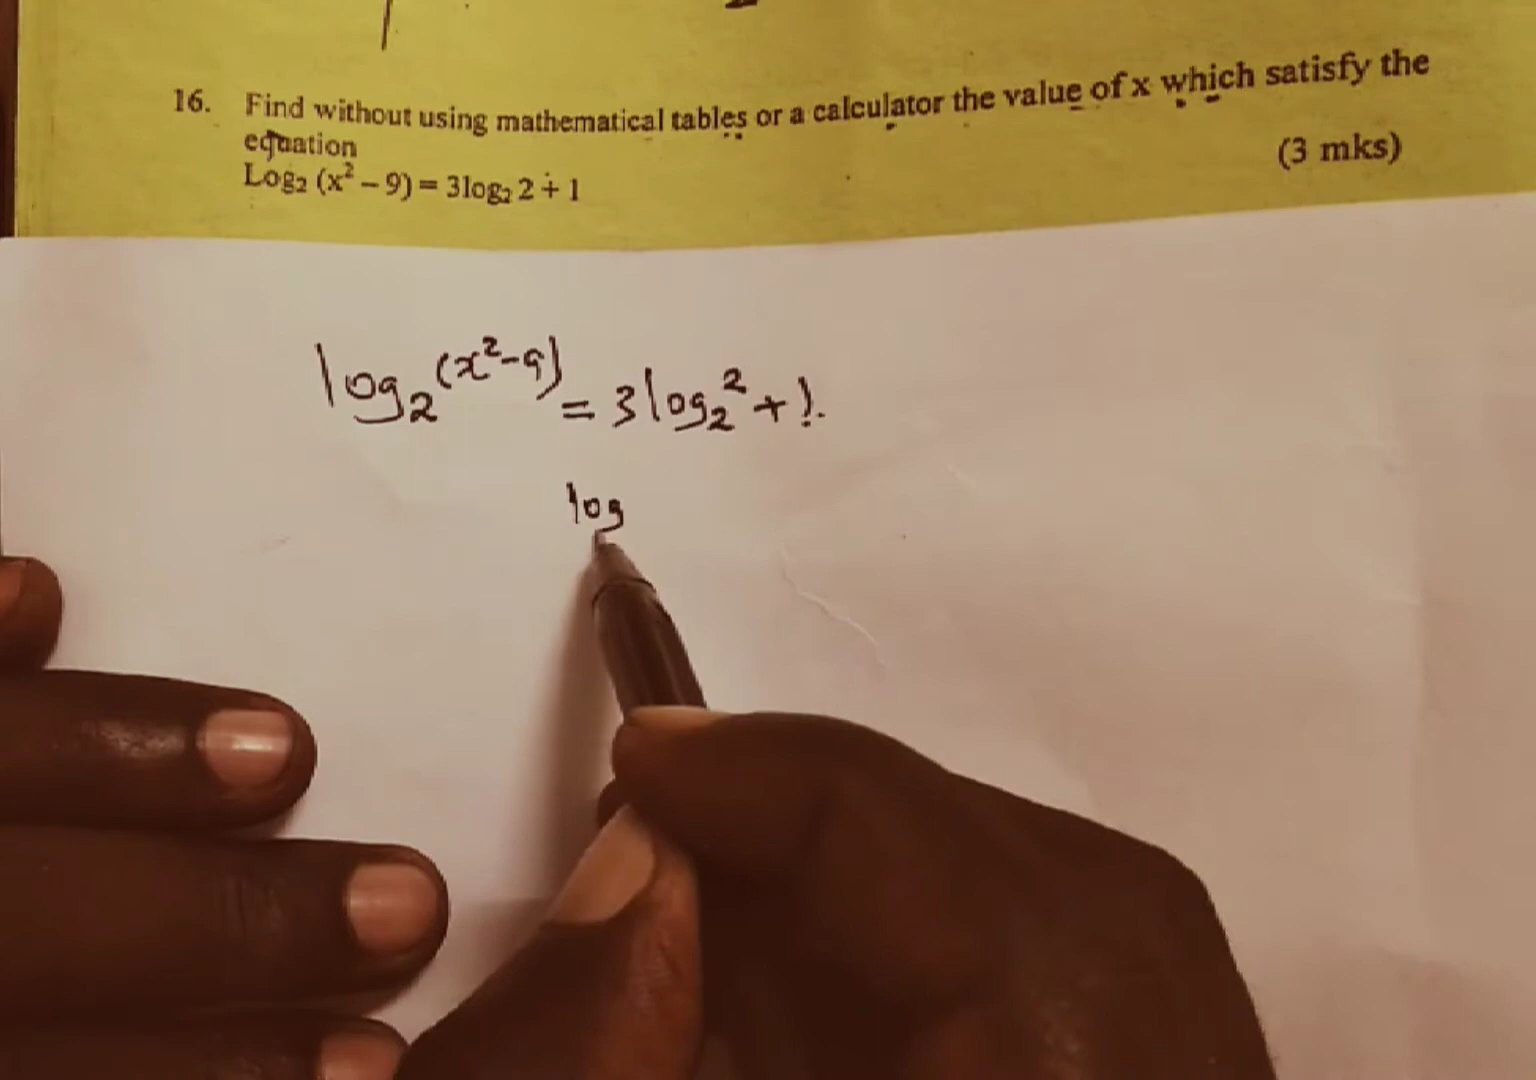 16. Find without using mathematical tables or a calculator the value of x which satisfy the
equation
(3 mks)
Log₂ (x² – 9) = 3log₂ 2 + 1
log₂(x²-9) = 3log₂2 + 1
log